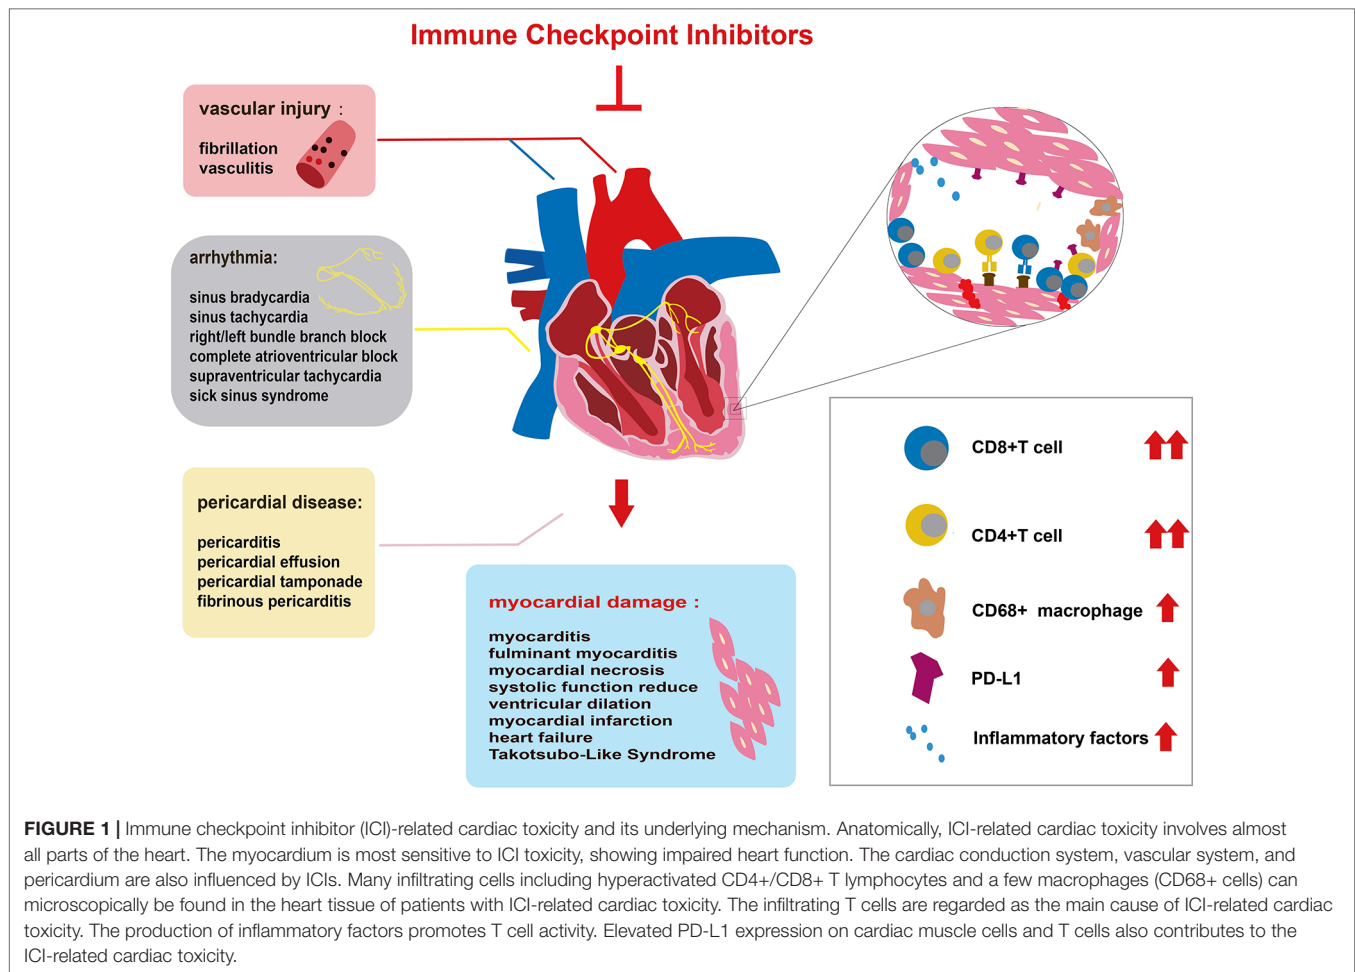 Immune Checkpoint Inhibitors
vascular injury :
fibrillation
vasculitis
arrhythmia:
sinus bradycardia
sinus tachycardia
right/left bundle branch block
complete atrioventricular block
supraventricular tachycardia
sick sinus syndrome
pericardial disease:
pericarditis
pericardial effusion
pericardial tamponade
fibrinous pericarditis
myocardial damage :
myocarditis
fulminant myocarditis
myocardial necrosis
systolic function reduce
ventricular dilation
myocardial infarction
heart failure
Takotsubo-Like Syndrome
CD8+T cell
CD4+T cell
CD68+ macrophage
PD-L1
Inflammatory factors
FIGURE 1 | Immune checkpoint inhibitor (ICI)-related cardiac toxicity and its underlying mechanism. Anatomically, ICI-related cardiac toxicity involves almost
all parts of the heart. The myocardium is most sensitive to ICI toxicity, showing impaired heart function. The cardiac conduction system, vascular system, and
pericardium are also influenced by ICIs. Many infiltrating cells including hyperactivated CD4+/CD8+ T lymphocytes and a few macrophages (CD68+ cells) can
microscopically be found in the heart tissue of patients with ICI-related cardiac toxicity. The infiltrating T cells are regarded as the main cause of ICI-related cardiac
toxicity. The production of inflammatory factors promotes T cell activity. Elevated PD-L1 expression on cardiac muscle cells and T cells also contributes to the
ICI-related cardiac toxicity.